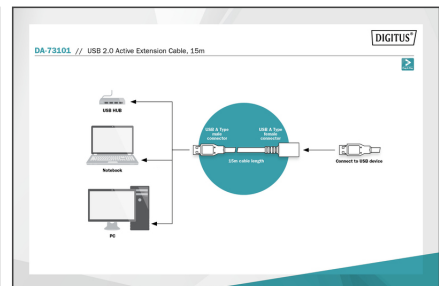 DIGITUS®
DA-73101 // USB 2.0 Active Extension Cable, 15m
USB HUB
USB A Type
male
connector
USB A Type
female
connector
15m cable length
Connect to USB device
Notebook
PC